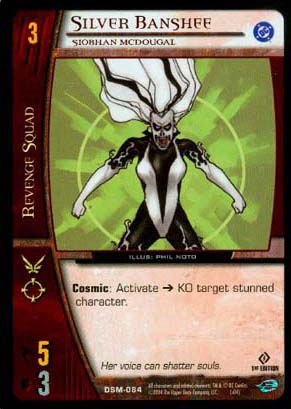 3
SILVER BANSHEE
SIOBHAN MCDOUGAL
REVENGE SQUAD
ILLUS: PHIL NOTO
Cosmic: Activate → KO target stunned
character.
5
3
Her voice can shatter souls.
DSM-084
1ST EDITION